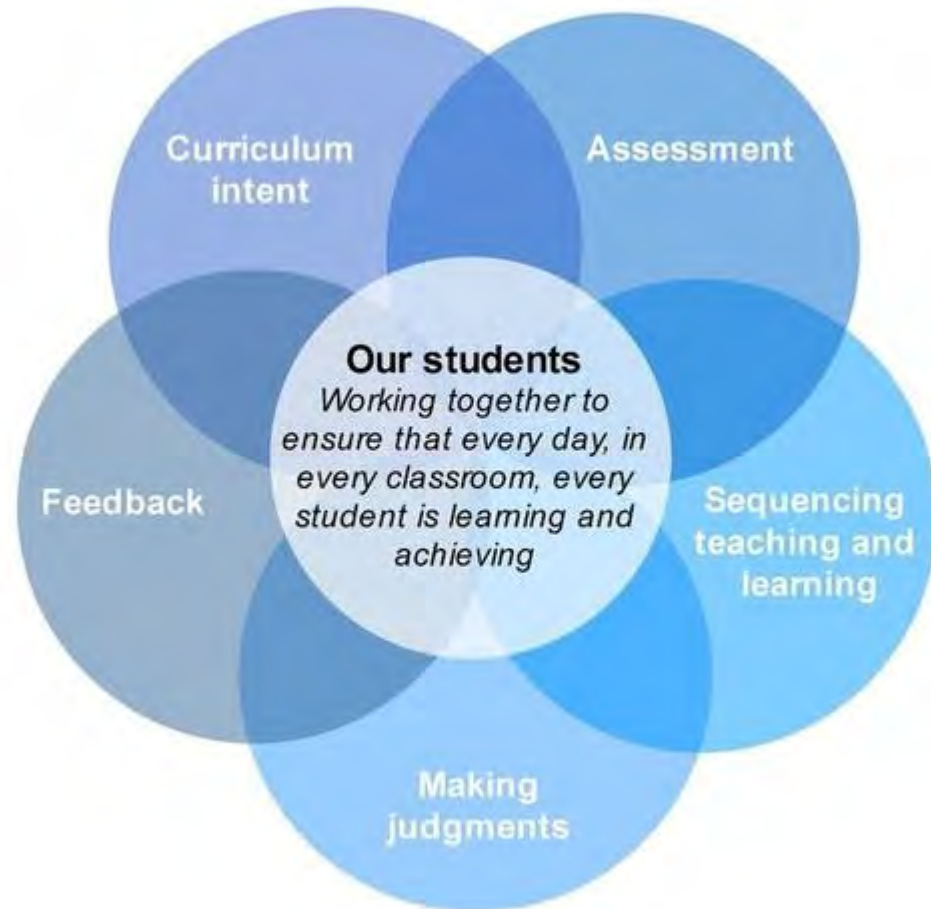 Curriculum
intent
Assessment
Our students
Working together to
ensure that every day, in
every classroom, every
student is learning and
achieving
Feedback
Sequencing
teaching and
learning
Making
judgments